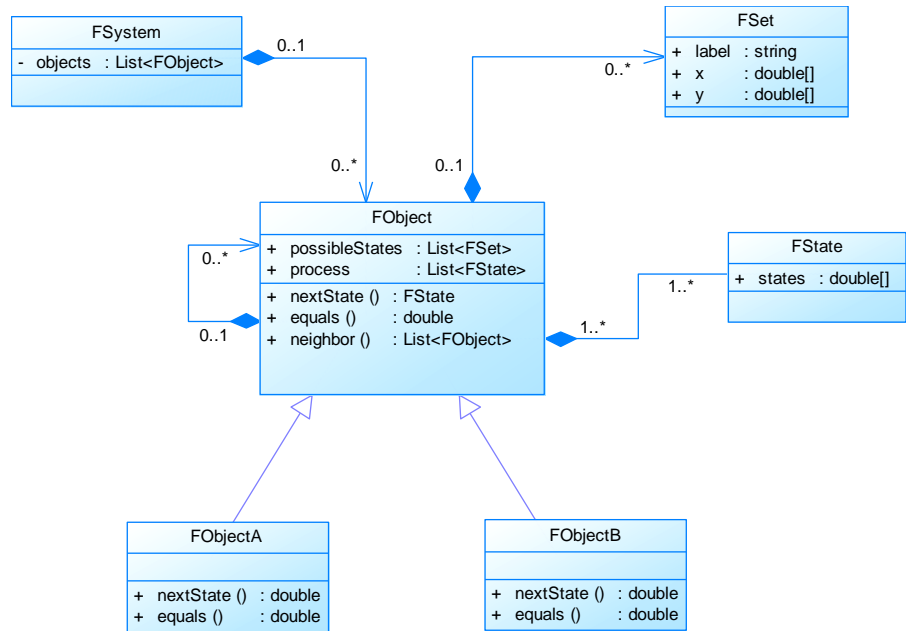 FSystem
- objects : List<FObject>
0..1
0..*
FSet
+ label : string
+ x : double[]
+ y : double[]
0..*
0..1
FObject
+ possibleStates : List<FSet>
+ process : List<FState>
+ nextState () : FState
+ equals () : double
+ neighbor () : List<FObject>
0..*
0..1
1..*
1..*
FState
+ states : double[]
FObjectA
+ nextState () : double
+ equals () : double
FObjectB
+ nextState () : double
+ equals () : double